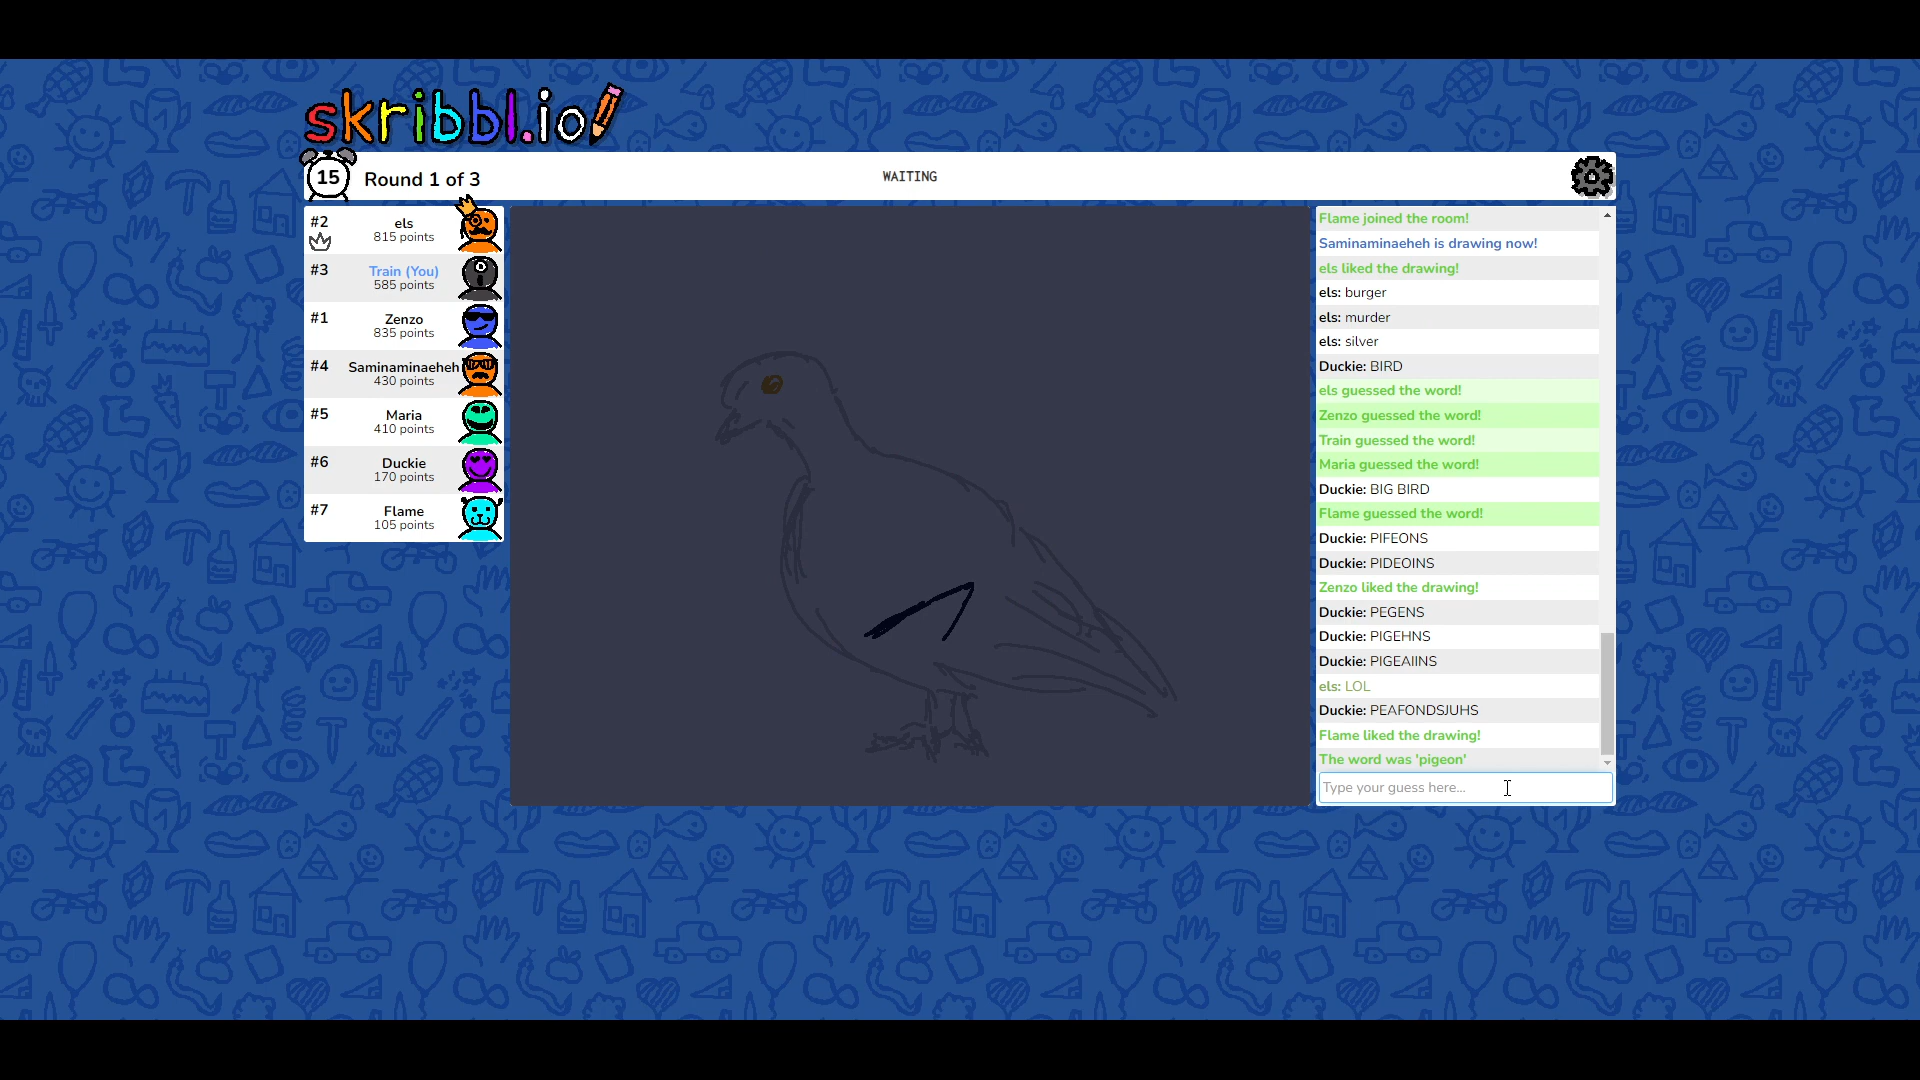 skribbl.io
15
Round 1 of 3
WAITING
#2
els
815 points
#3
Train (You)
585 points
#1
Zenzo
835 points
#4
Saminaminaeheh
430 points
#5
Maria
410 points
#6
Duckie
170 points
#7
Flame
105 points
Flame joined the room!
Saminaminaeheh is drawing now!
els liked the drawing!
els: burger
els: murder
els: silver
Duckie: BIRD
els guessed the word!
Zenzo guessed the word!
Train guessed the word!
Maria guessed the word!
Duckie: BIG BIRD
Flame guessed the word!
Duckie: PIFEONS
Duckie: PIDEOINS
Zenzo liked the drawing!
Duckie: PEGENS
Duckie: PIGEHNS
Duckie: PIGEAIINS
els: LOL
Duckie: PEAFONDSJUHS
Flame liked the drawing!
The word was 'pigeon'
Type your guess here...